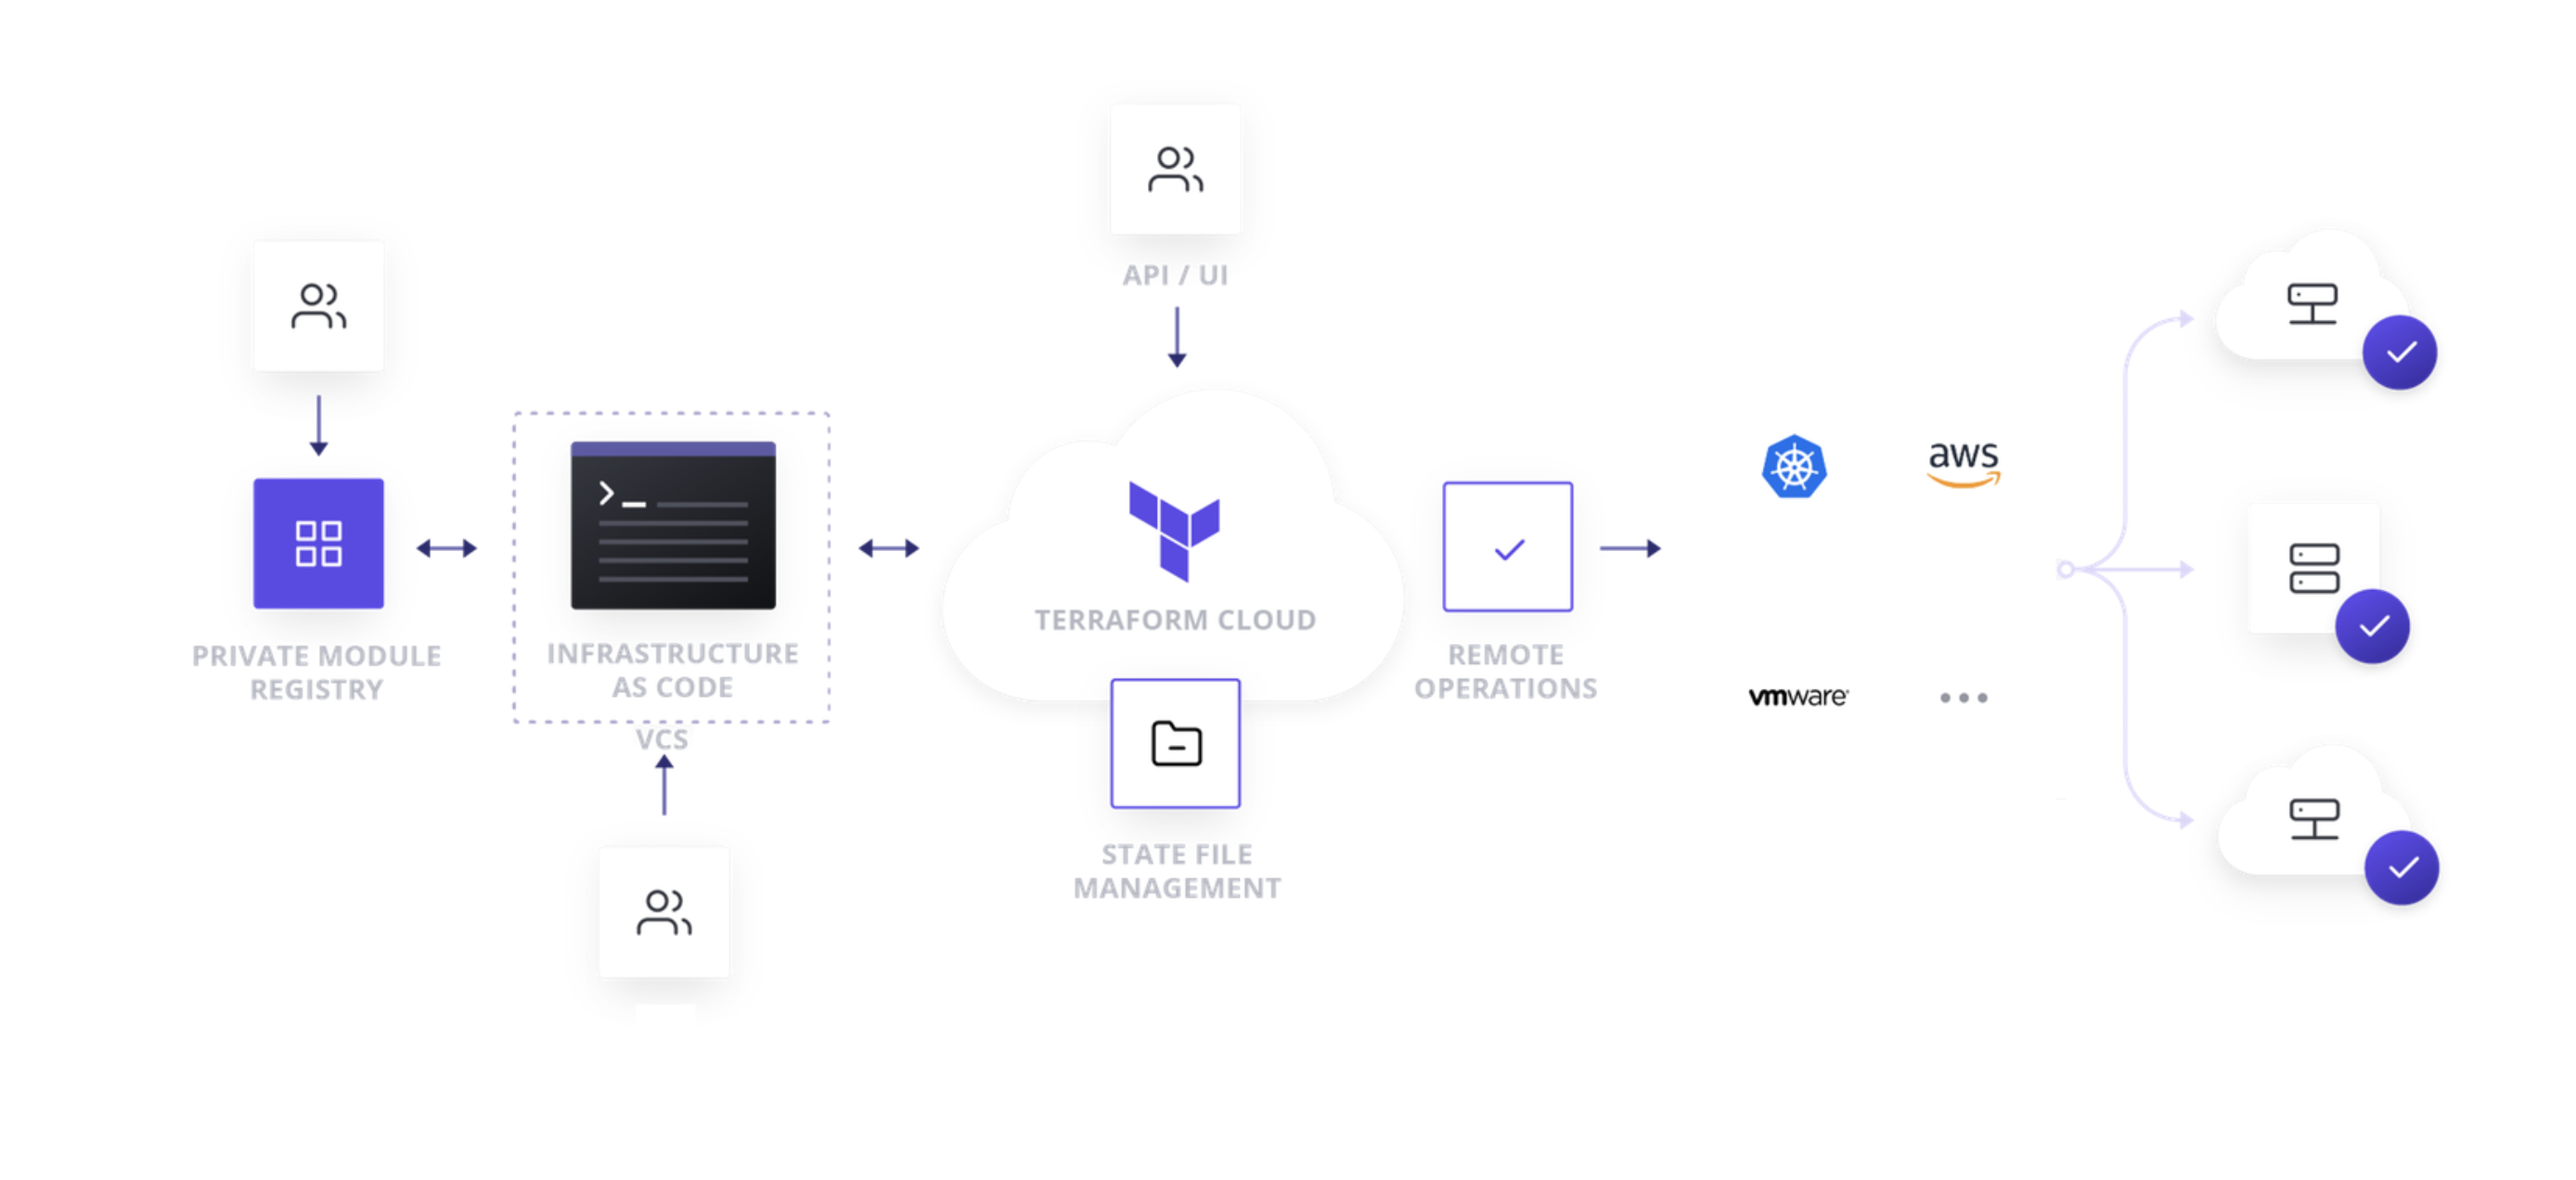 API / UI
PRIVATE MODULE
REGISTRY
INFRASTRUCTURE
AS CODE
VCS
TERRAFORM CLOUD
STATE FILE
MANAGEMENT
REMOTE
OPERATIONS
aws
vmware